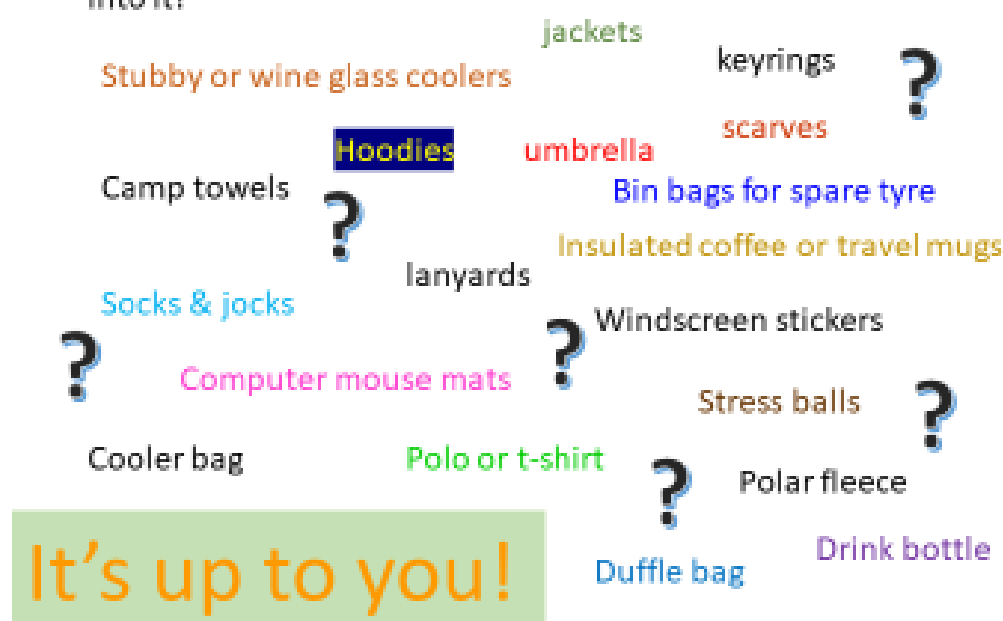 into it?
jackets
keyrings
?
Stubby or wine glass coolers
scarves
Hoodies
umbrella
Camp towels
?
Bin bags for spare tyre
Insulated coffee or travel mugs
lanyards
Socks & jocks
Windscreen stickers
?
?
Computer mouse mats
Stress balls
?
Cooler bag
Polo or t-shirt
?
Polar fleece
It's up to you!
Drink bottle
Duffle bag